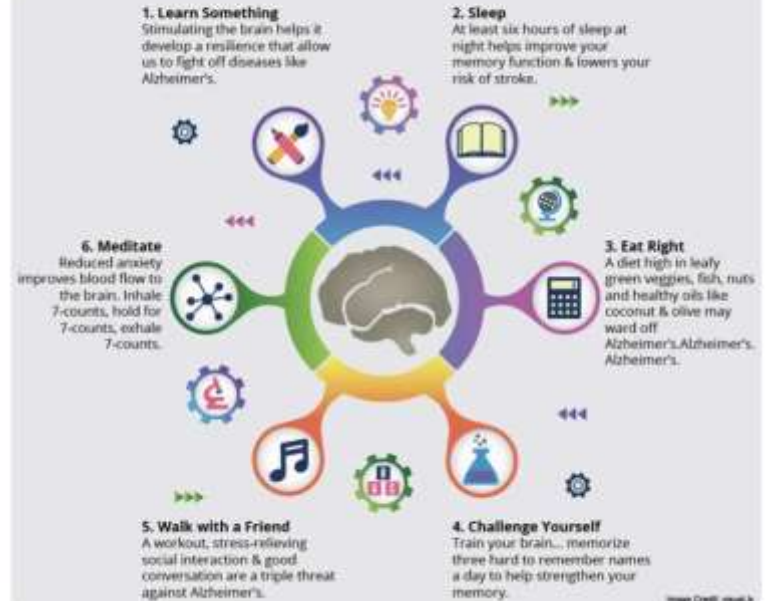 1. Learn Something
Stimulating the brain helps it
develop a resilience that allow
us to fight off diseases like
Alzheimer's.
2. Sleep
At least six hours of sleep at
night helps improve your
memory function & lowers your
risk of stroke.
3. Eat Right
A diet high in leafy
green veggies, fish, nuts
and healthy oils like
coconut & olive may
ward off
Alzheimer's.Alzheimer's.
Alzheimer's.
4. Challenge Yourself
Train your brain... memorize
three hard to remember names
a day to help strengthen your
memory.
5. Walk with a Friend
A workout, stress-relieving
social interaction & good
conversation are a triple threat
against Alzheimer's.
6. Meditate
Reduced anxiety
improves blood flow to
the brain. Inhale
7-counts, hold for
7-counts, exhale
7-counts.
Image Credit: